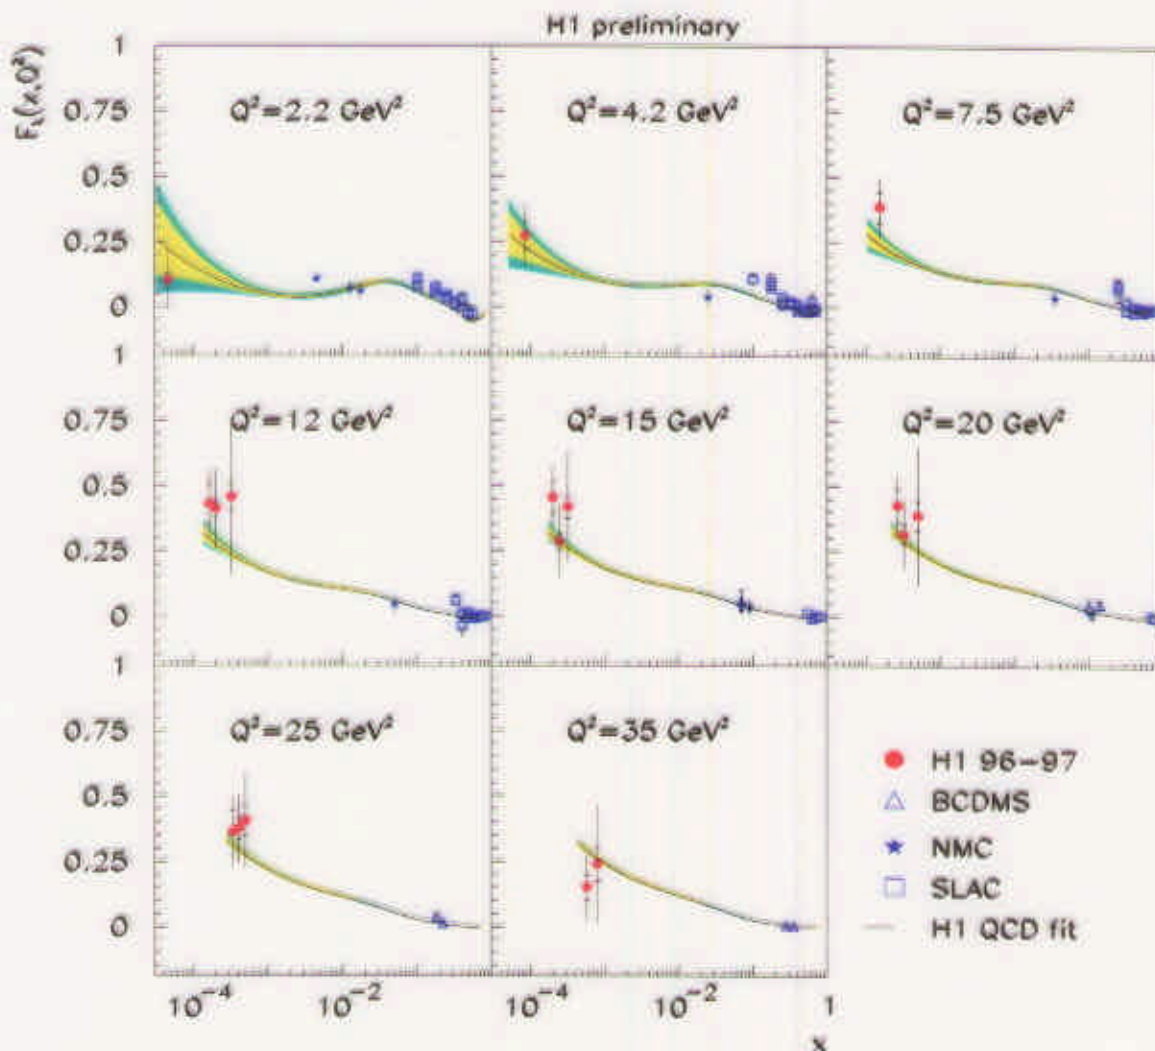 H1 preliminary
F_L(x,Q²)
1
Q²=2.2 GeV²
Q²=4.2 GeV²
Q²=7.5 GeV²
0.75
0.5
0.25
0
1
Q²=12 GeV²
Q²=15 GeV²
Q²=20 GeV²
0.75
0.5
0.25
0
1
Q²=25 GeV²
Q²=35 GeV²
0.75
0.5
0.25
0
H1 96-97
BCDMS
NMC
SLAC
H1 QCD fit
10⁻⁴
10⁻²
10⁻⁴
10⁻²
1
x